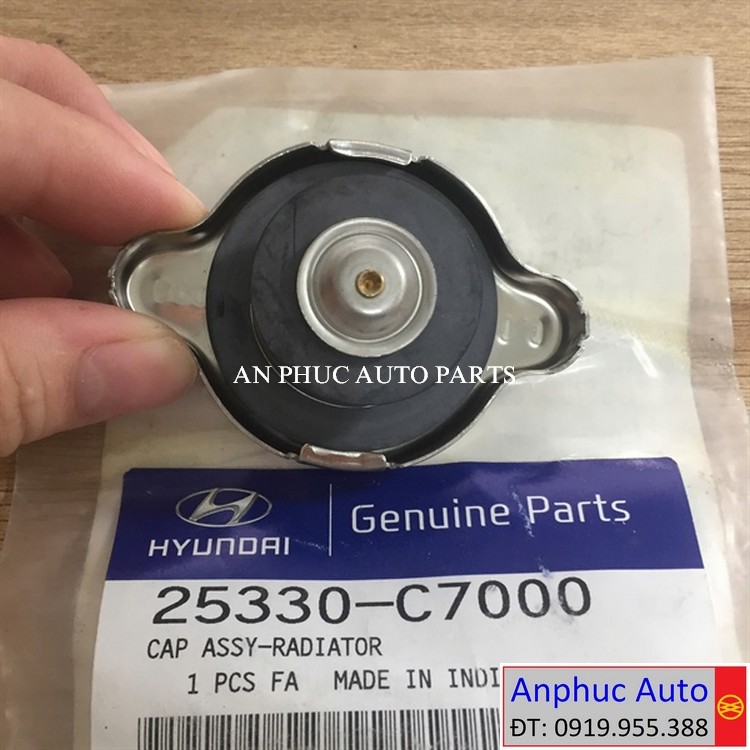 AN PHUC AUTO PARTS
HYUNDAI
Genuine Parts
25330-C7000
CAP ASSY-RADIATOR
1 PCS FA MADE IN INDI
Anphuc Auto
ĐT: 0919.955.388